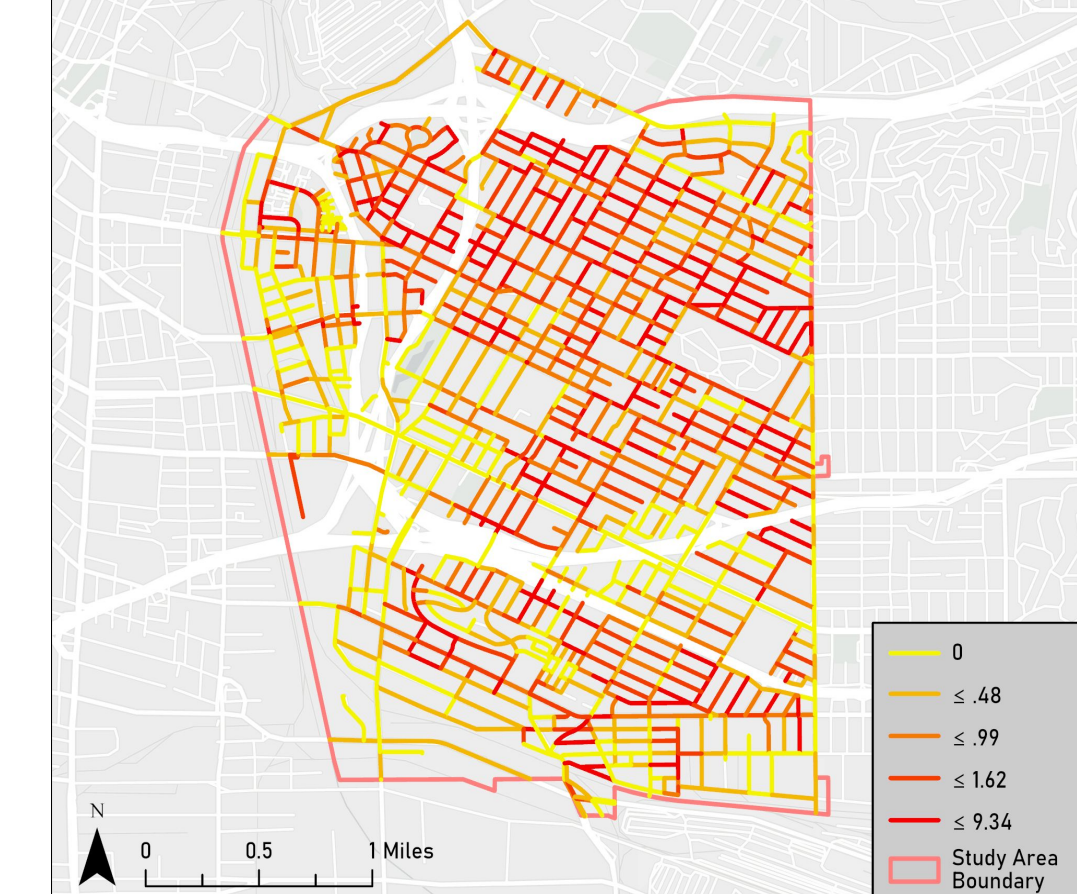 0
≤ .48
≤ .99
≤ 1.62
≤ 9.34
Study Area
Boundary
N
0 0.5 1 Miles